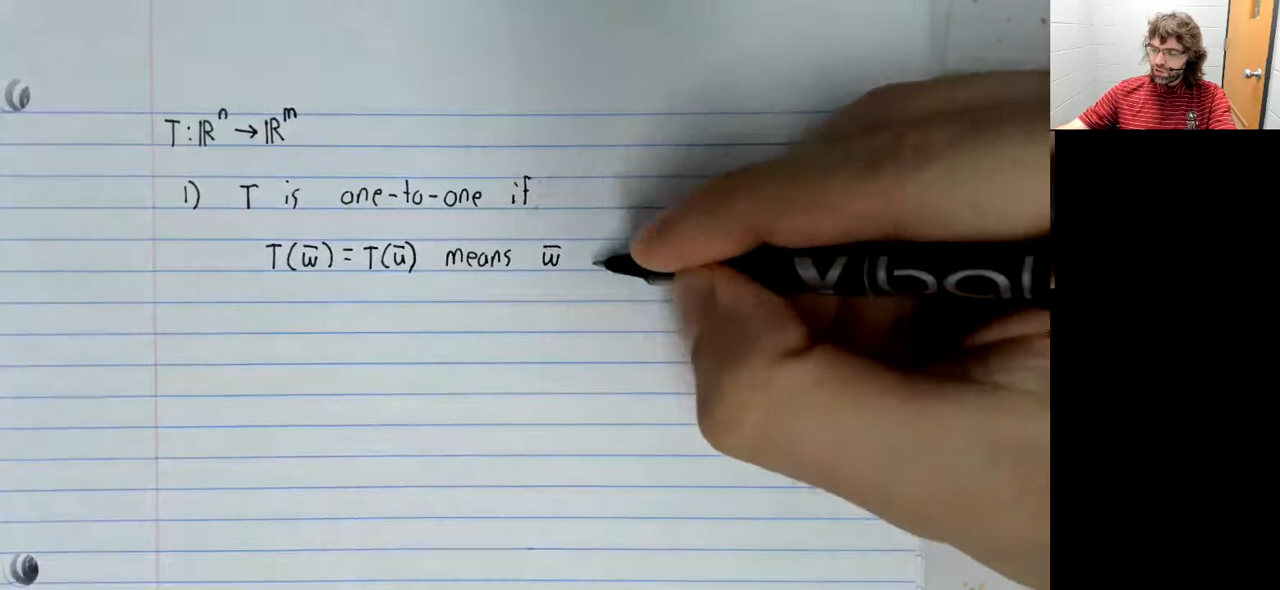 T : ℝⁿ → ℝᵐ
1) T is one-to-one if
T(w̄) = T(ū) means w̄